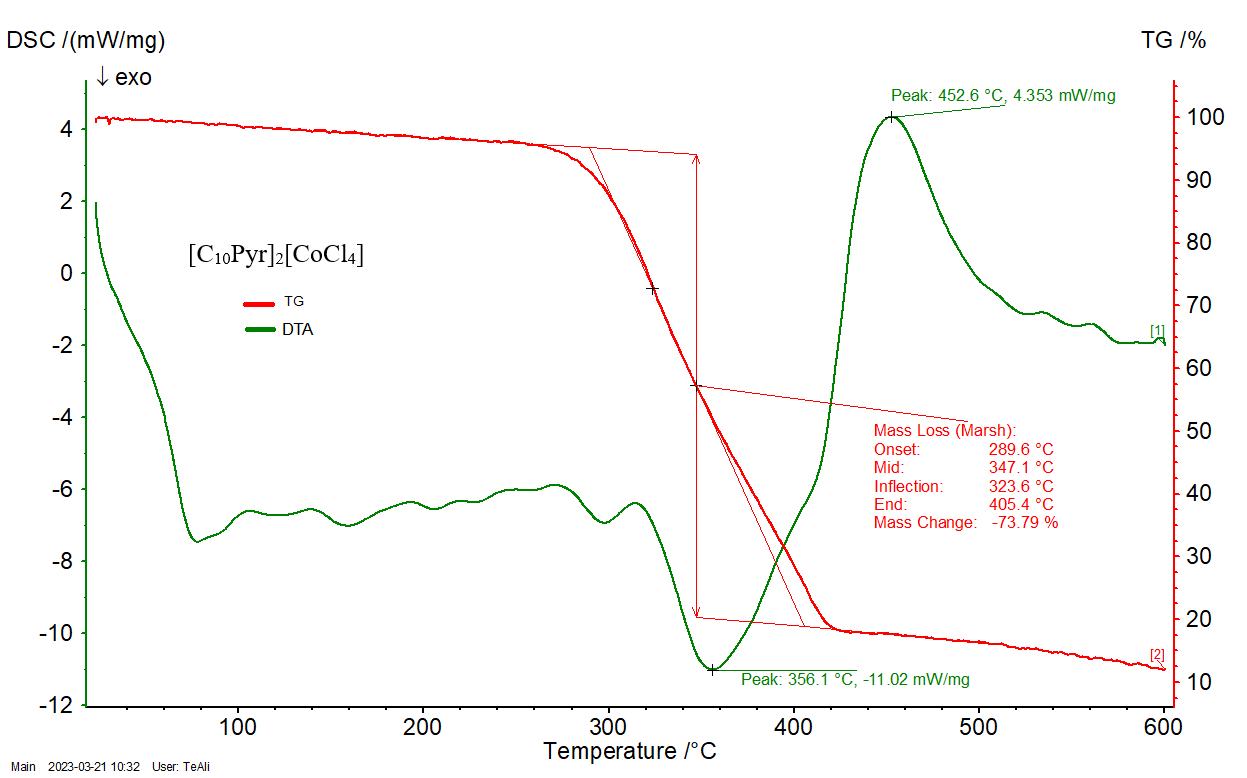 DSC /(mW/mg)
TG /%
↓ exo
Peak: 452.6 °C, 4.353 mW/mg
4
2
0
-2
-4
-6
-8
-10
-12
100
90
80
70
60
50
40
30
20
10
[C₁₀Pyr]₂[CoCl₄]
TG
DTA
[1]
Mass Loss (Marsh):
Onset: 289.6 °C
Mid: 347.1 °C
Inflection: 323.6 °C
End: 405.4 °C
Mass Change: -73.79 %
[2]
Peak: 356.1 °C, -11.02 mW/mg
100 200 300 400 500 600
Temperature /°C
Main 2023-03-21 10:32 User: TeAli